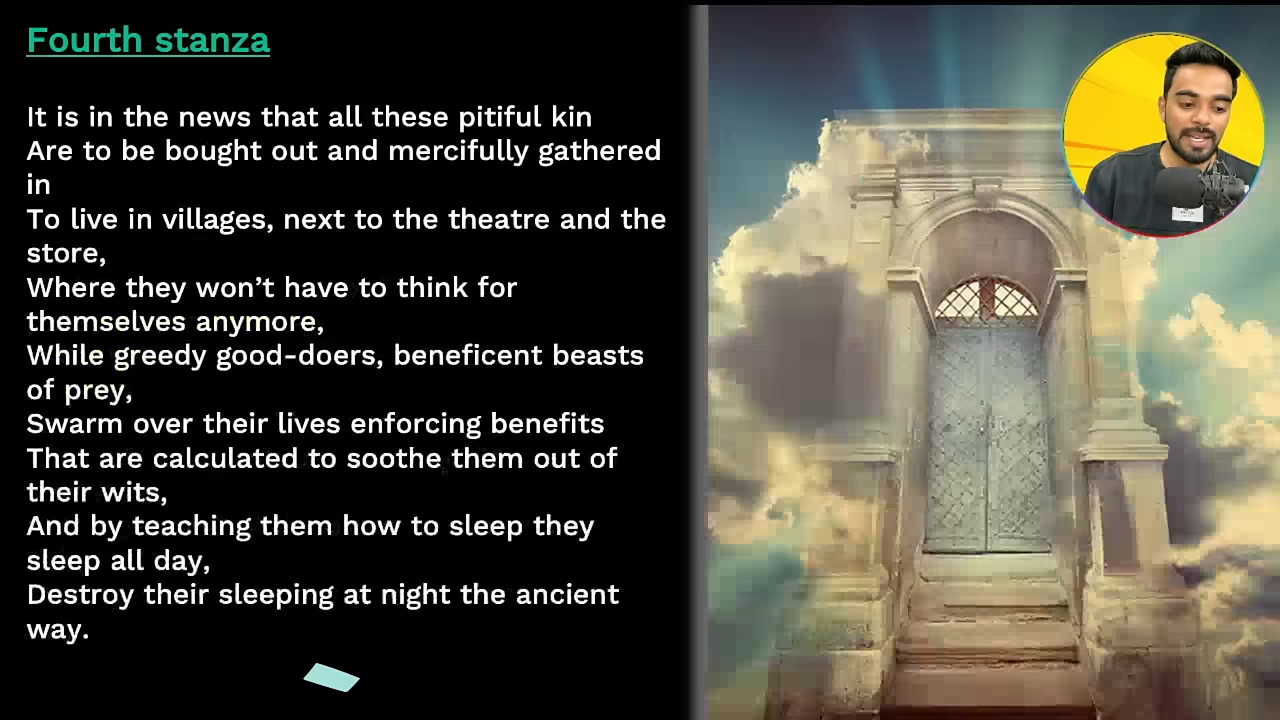 Fourth stanza
It is in the news that all these pitiful kin
Are to be bought out and mercifully gathered
in
To live in villages, next to the theatre and the
store,
Where they won’t have to think for
themselves anymore,
While greedy good-doers, beneficent beasts
of prey,
Swarm over their lives enforcing benefits
That are calculated to soothe them out of
their wits,
And by teaching them how to sleep they
sleep all day,
Destroy their sleeping at night the ancient
way.